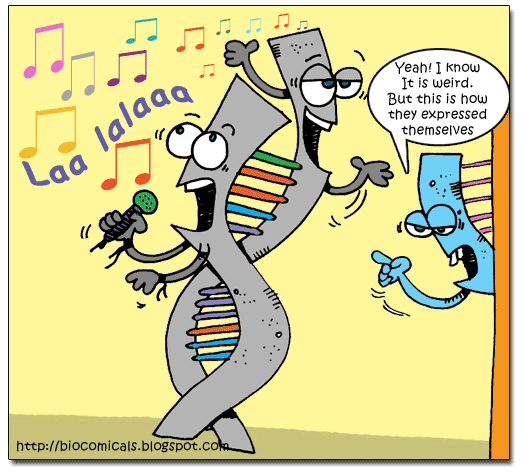 Laa lalaaa
Yeah! I know
It is weird.
But this is how
they expressed
themselves
http://biocomicals.blogspot.com